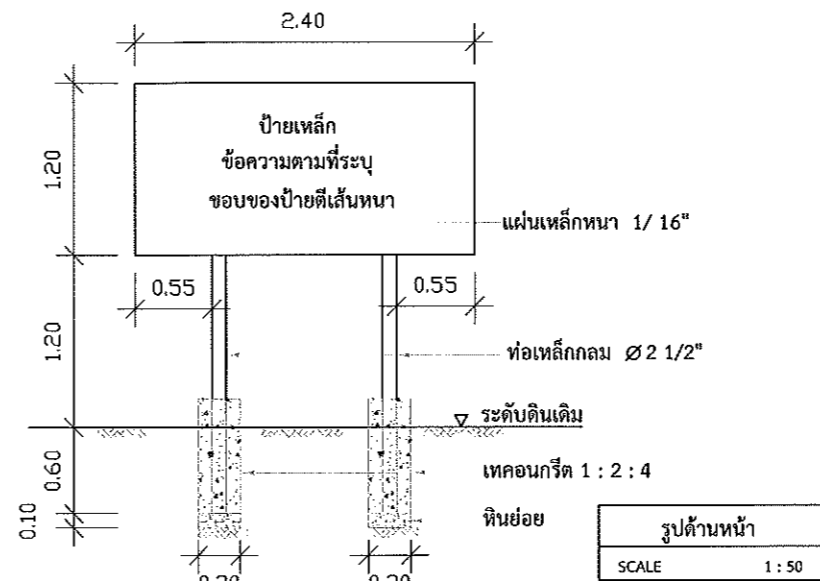 2.40
ป้ายเหล็ก
ข้อความตามที่ระบุ
ขอบของป้ายตีเส้นหนา
1.20
แผ่นเหล็กหนา 1/ 16"
0.55
0.55
1.20
ท่อเหล็กกลม Ø 2 1/2"
ระดับดินเดิม
0.60
เทคอนกรีต 1 : 2 : 4
0.10
หินย่อย
รูปด้านหน้า
SCALE 1 : 50